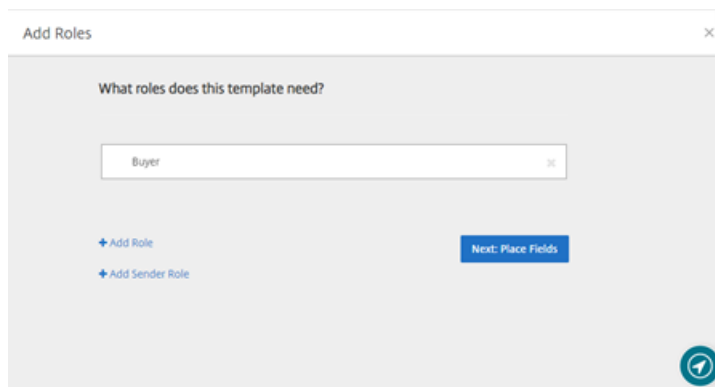 Add Roles
What roles does this template need?
Buyer
+ Add Role
Next: Place Fields
+ Add Sender Role